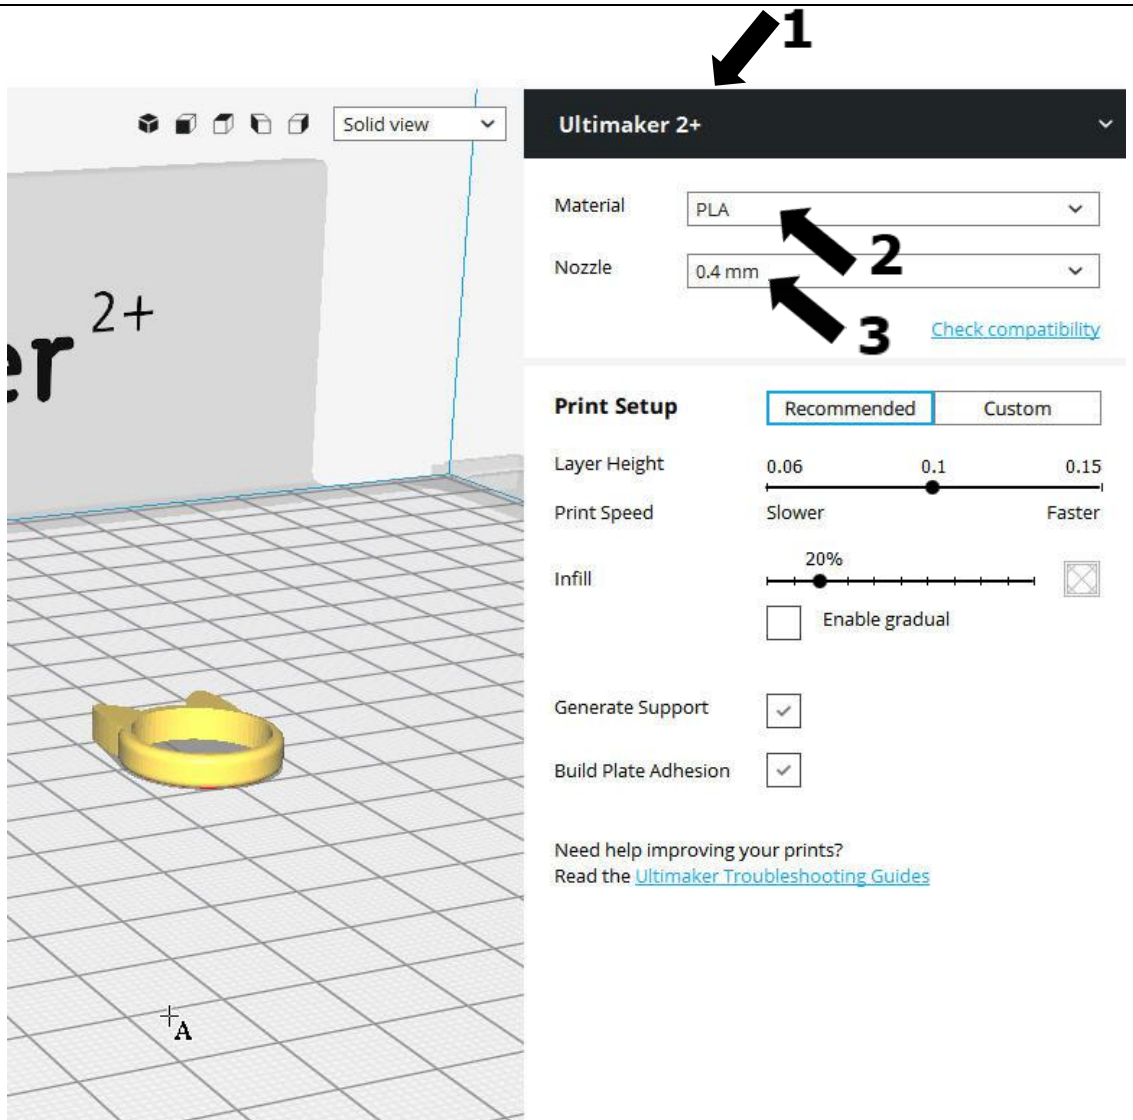 1
Solid view
Ultimaker 2+
Material PLA
2
Nozzle 0.4 mm
3
Check compatibility
er 2+
Print Setup Recommended Custom
Layer Height 0.06 0.1 0.15
Print Speed Slower Faster
20%
Infill
Enable gradual
Generate Support
Build Plate Adhesion
Need help improving your prints?
Read the Ultimaker Troubleshooting Guides
A